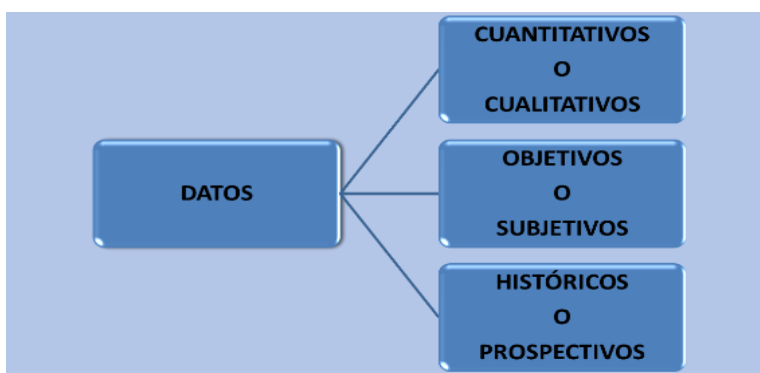 DATOS
CUANTITATIVOS
O
CUALITATIVOS
OBJETIVOS
O
SUBJETIVOS
HISTÓRICOS
O
PROSPECTIVOS